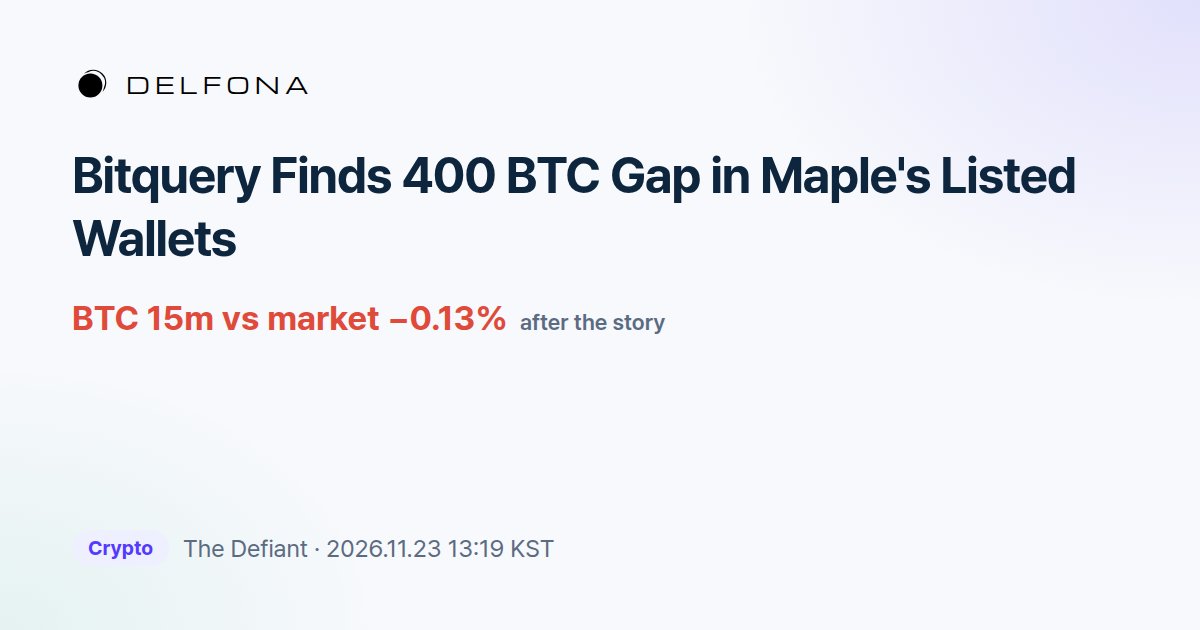 DELFONA
Bitquery Finds 400 BTC Gap in Maple's Listed
Wallets
BTC 15m vs market −0.13% after the story
Crypto The Defiant · 2026.11.23 13:19 KST